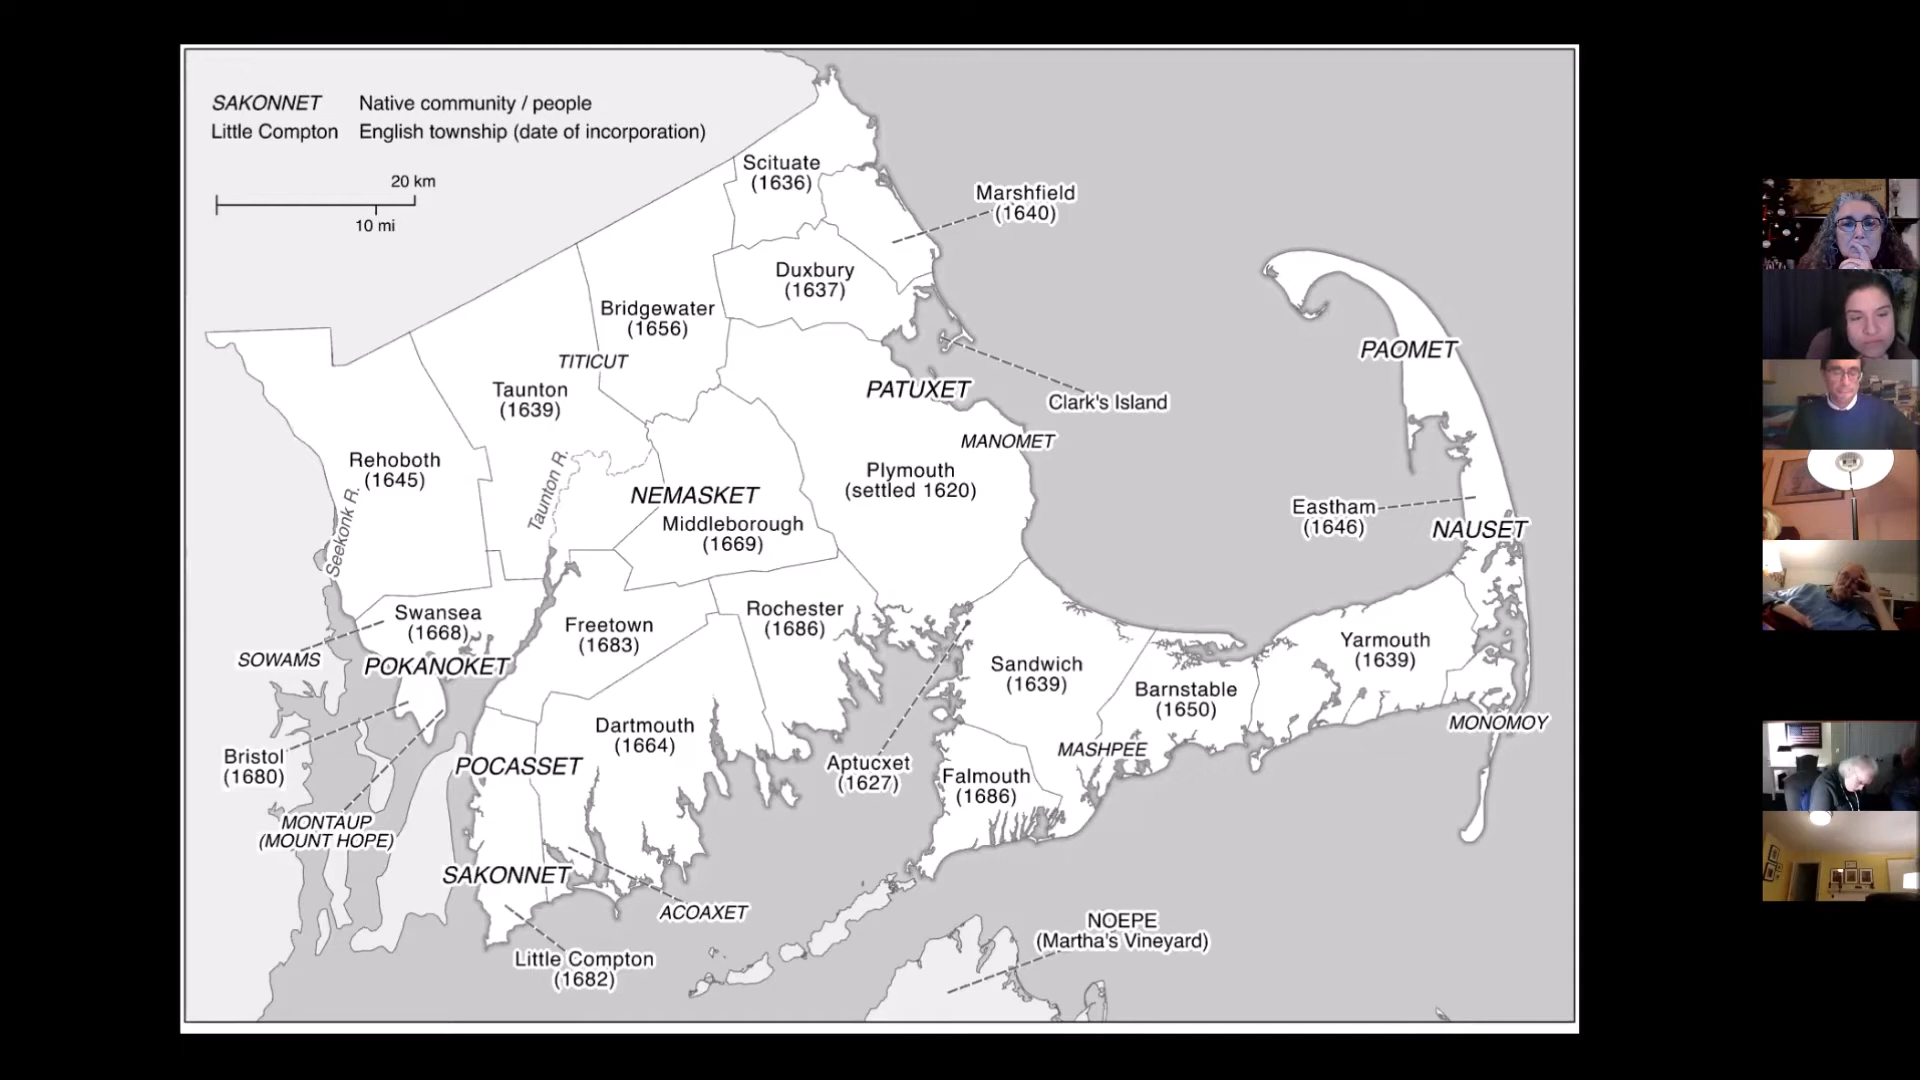 SAKONNET Native community / people
Little Compton English township (date of incorporation)
20 km
10 mi
Scituate
(1636)
Marshfield
(1640)
Duxbury
(1637)
Bridgewater
(1656)
TITICUT
Taunton
(1639)
PAOMET
PATUXET
Clark's Island
MANOMET
Rehoboth
(1645)
Plymouth
(settled 1620)
Taunton R.
Seekonk R.
NEMASKET
Middleborough
(1669)
Eastham
(1646)
NAUSET
Swansea
(1668)
Freetown
(1683)
Rochester
(1686)
SOWAMS
POKANOKET
Sandwich
(1639)
Yarmouth
(1639)
Barnstable
(1650)
Dartmouth
(1664)
MONOMOY
MASHPEE
Bristol
(1680)
POCASSET
Aptucxet
(1627)
Falmouth
(1686)
MONTAUP
(MOUNT HOPE)
SAKONNET
ACOAXET
NOEPE
(Martha's Vineyard)
Little Compton
(1682)